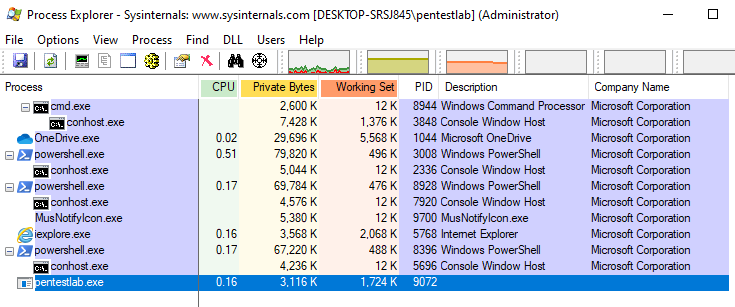 Process Explorer - Sysinternals: www.sysinternals.com [DESKTOP-SRSJ845\pentestlab] (Administrator)
File Options View Process Find DLL Users Help
Process CPU Private Bytes Working Set PID Description Company Name
cmd.exe 2,600 K 12 K 8944 Windows Command Processor Microsoft Corporation
conhost.exe 7,428 K 1,376 K 3848 Console Window Host Microsoft Corporation
OneDrive.exe 0.02 29,696 K 5,568 K 1044 Microsoft OneDrive Microsoft Corporation
powershell.exe 0.51 79,820 K 496 K 3008 Windows PowerShell Microsoft Corporation
conhost.exe 5,044 K 12 K 2336 Console Window Host Microsoft Corporation
powershell.exe 0.17 69,784 K 476 K 8928 Windows PowerShell Microsoft Corporation
conhost.exe 4,576 K 12 K 7920 Console Window Host Microsoft Corporation
MusNotifyIcon.exe 5,380 K 12 K 9700 MusNotifyIcon.exe Microsoft Corporation
iexplore.exe 0.16 3,568 K 2,068 K 5768 Internet Explorer Microsoft Corporation
powershell.exe 0.17 67,220 K 488 K 8396 Windows PowerShell Microsoft Corporation
conhost.exe 4,236 K 12 K 5696 Console Window Host Microsoft Corporation
pentestlab.exe 0.16 3,116 K 1,724 K 9072